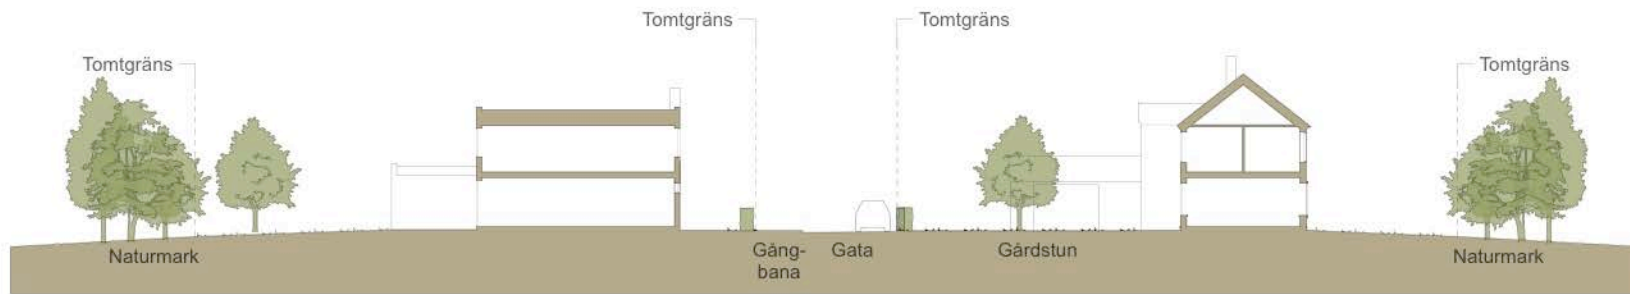 Tomtgräns
Tomtgräns
Tomtgräns
Tomtgräns
Naturmark
Gång-
bana
Gata
Gårdstun
Naturmark